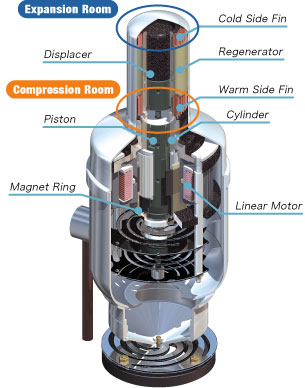 Expansion Room
Cold Side Fin
Displacer
Regenerator
Compression Room
Warm Side Fin
Piston
Cylinder
Magnet Ring
Linear Motor